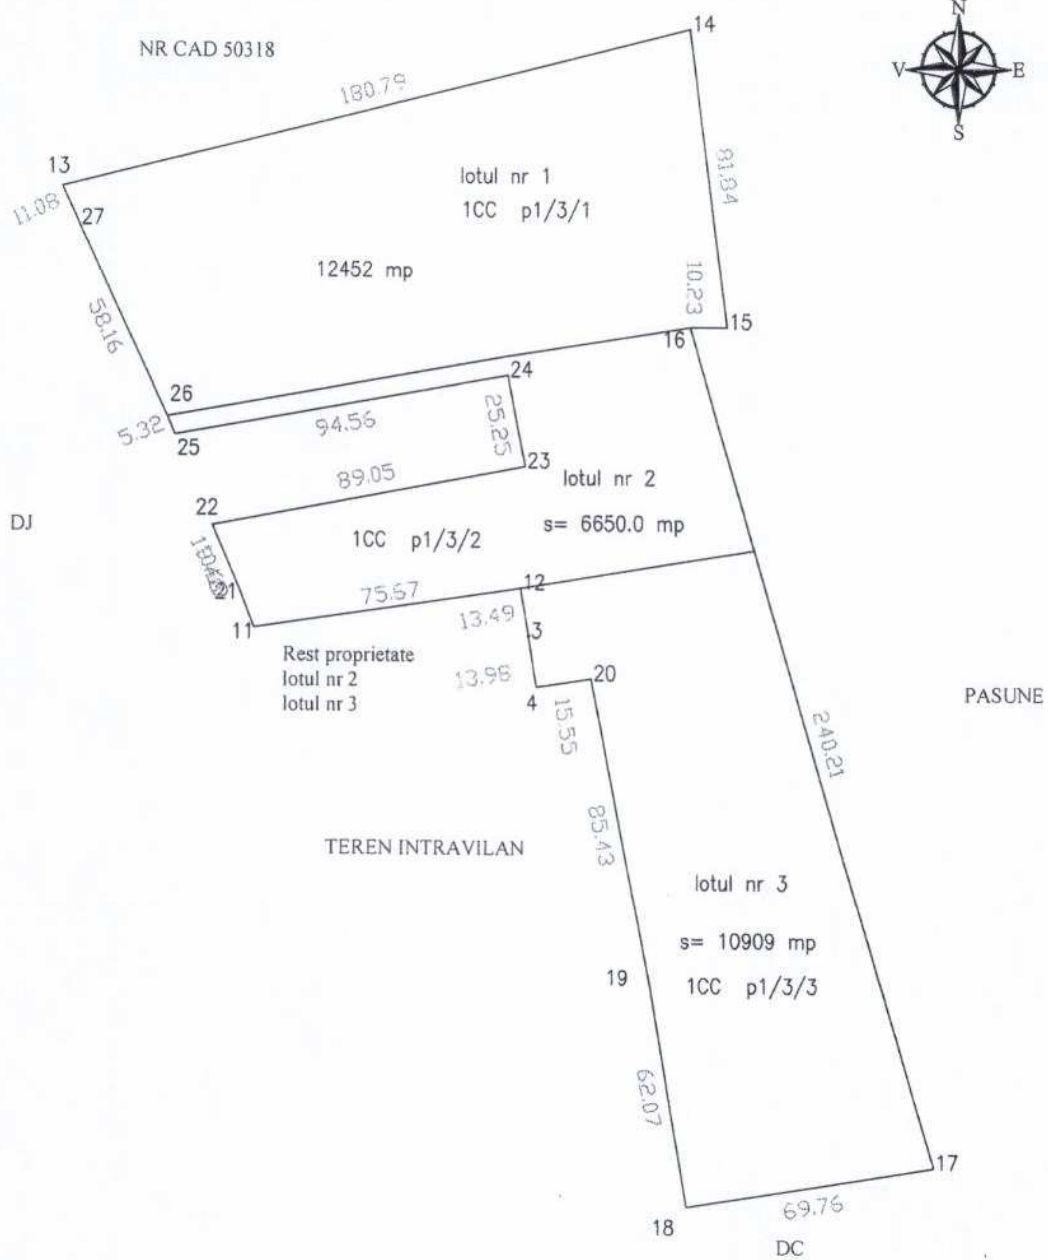 N
14
NR CAD 50318
V
E
180.79
S
13
lotul nr 1
81.84
11.08
27
1CC p1/3/1
12452 mp
10.23
58.16
15
16
24
26
5.32
25
94.56
25.25
23
89.05
lotul nr 2
22
DJ
s= 6650.0 mp
1CC p1/3/2
21
12
75.67
13.49
11
3
Rest proprietate
lotul nr 2
lotul nr 3
13.98
20
4
PASUNE
15.55
240.21
85.43
TEREN INTRAVILAN
lotul nr 3
s= 10909 mp
19
1CC p1/3/3
62.07
17
69.76
18
DC